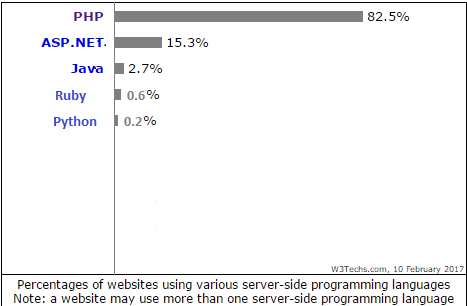 PHP 82.5%
ASP.NET. 15.3%
Java 2.7%
Ruby 0.6%
Python 0.2%
W3Techs.com, 10 February 2017
Percentages of websites using various server-side programming languages
Note: a website may use more than one server-side programming language